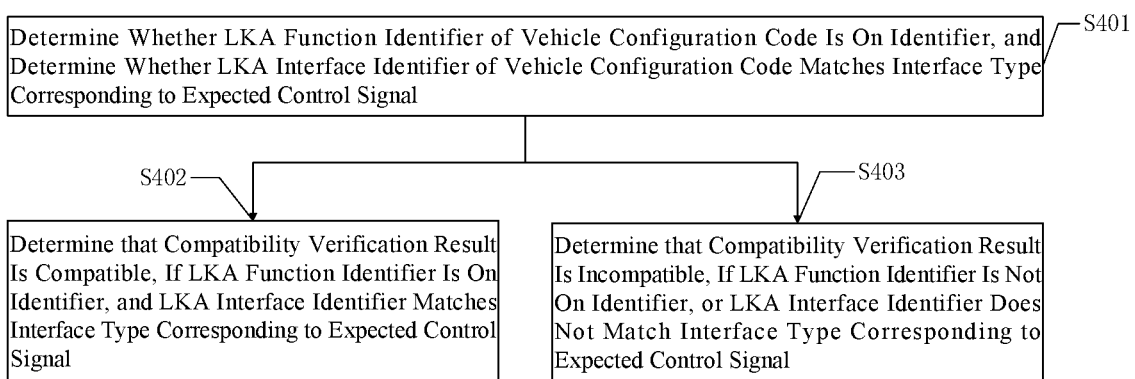 Determine Whether LKA Function Identifier of Vehicle Configuration Code Is On Identifier, and
Determine Whether LKA Interface Identifier of Vehicle Configuration Code Matches Interface Type
Corresponding to Expected Control Signal
S401
S402
S403
Determine that Compatibility Verification Result
Is Compatible, If LKA Function Identifier Is On
Identifier, and LKA Interface Identifier Matches
Interface Type Corresponding to Expected Control
Signal
Determine that Compatibility Verification Result
Is Incompatible, If LKA Function Identifier Is Not
On Identifier, or LKA Interface Identifier Does
Not Match Interface Type Corresponding to
Expected Control Signal